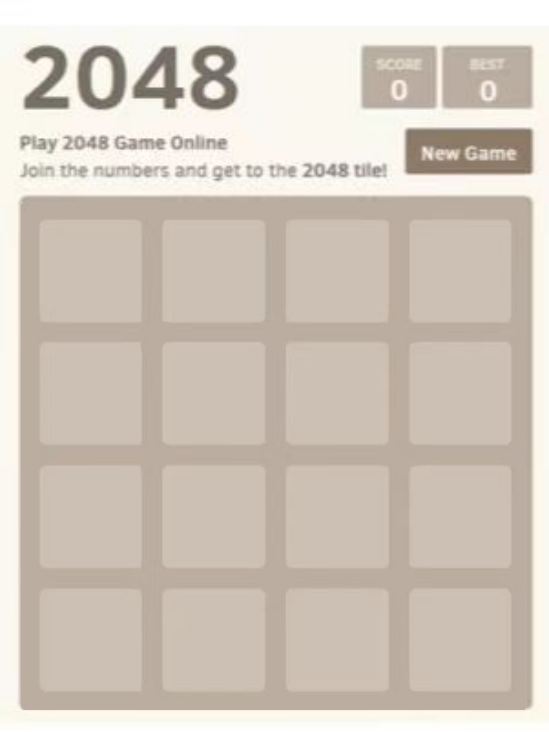 2048
SCORE
0
BEST
0
Play 2048 Game Online
Join the numbers and get to the 2048 tile!
New Game